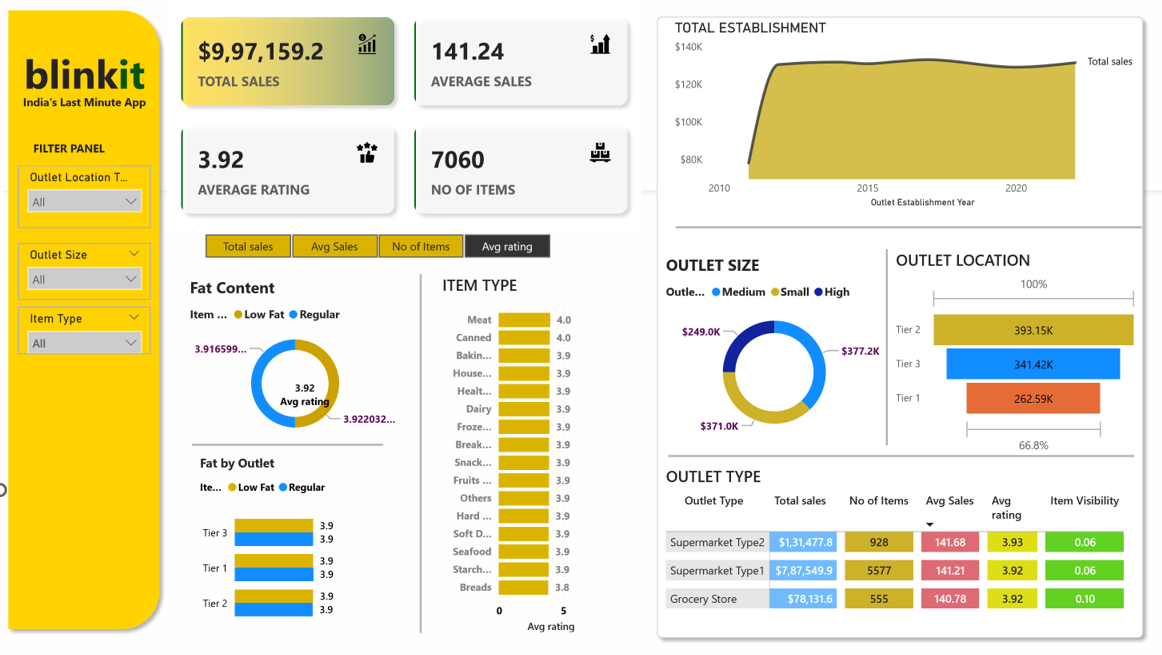 blinkit
India's Last Minute App
FILTER PANEL
Outlet Location T...
All
Outlet Size
All
Item Type
All
$9,97,159.2
TOTAL SALES
141.24
AVERAGE SALES
3.92
AVERAGE RATING
7060
NO OF ITEMS
Total sales Avg Sales No of Items Avg rating
Fat Content
Item ... Low Fat Regular
3.916599...
3.92
Avg rating
3.922032...
Fat by Outlet
Ite... Low Fat Regular
Tier 3 3.9
3.9
Tier 1 3.9
3.9
Tier 2 3.9
3.9
ITEM TYPE
Meat 4.0
Canned 4.0
Bakin... 3.9
House... 3.9
Healt... 3.9
Dairy 3.9
Froze... 3.9
Break... 3.9
Snack... 3.9
Fruits ... 3.9
Others 3.9
Hard ... 3.9
Soft D... 3.9
Seafood 3.9
Starch... 3.9
Breads 3.8
0 5
Avg rating
TOTAL ESTABLISHMENT
$140K
$120K
$100K
$80K
Total sales
2010 2015 2020
Outlet Establishment Year
OUTLET SIZE
Outle... Medium Small High
$249.0K
$377.2K
$371.0K
OUTLET LOCATION
100%
Tier 2 393.15K
Tier 3 341.42K
Tier 1 262.59K
66.8%
OUTLET TYPE
Outlet Type Total sales No of Items Avg Sales Avg rating Item Visibility
Supermarket Type2 $1,31,477.8 928 141.68 3.93 0.06
Supermarket Type1 $7,87,549.9 5577 141.21 3.92 0.06
Grocery Store $78,131.6 555 140.78 3.92 0.10